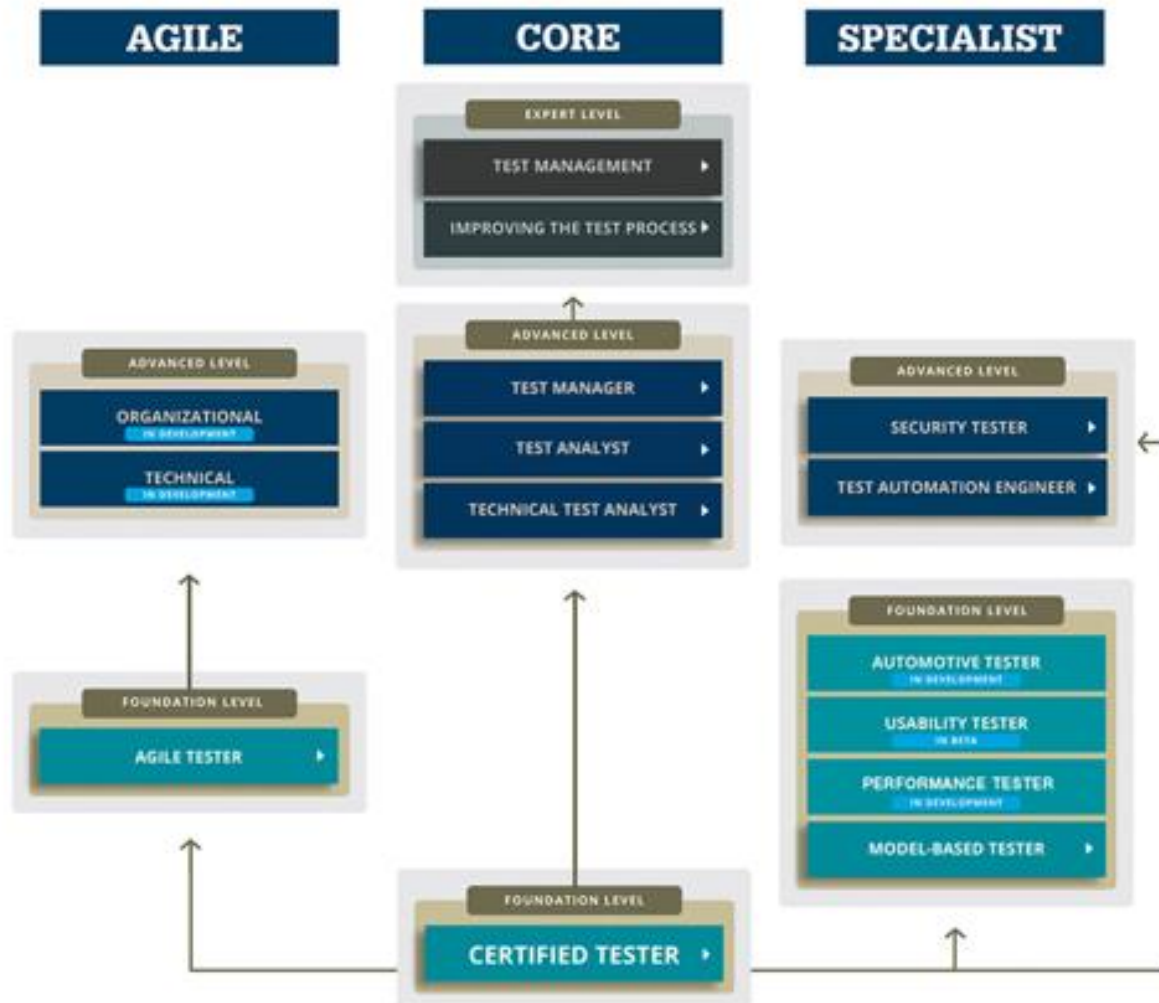 AGILE
CORE
SPECIALIST
EXPERT LEVEL
TEST MANAGEMENT
IMPROVING THE TEST PROCESS
ADVANCED LEVEL
ORGANIZATIONAL
IN DEVELOPMENT
TECHNICAL
IN DEVELOPMENT
ADVANCED LEVEL
TEST MANAGER
TEST ANALYST
TECHNICAL TEST ANALYST
ADVANCED LEVEL
SECURITY TESTER
TEST AUTOMATION ENGINEER
FOUNDATION LEVEL
AGILE TESTER
FOUNDATION LEVEL
AUTOMOTIVE TESTER
IN DEVELOPMENT
USABILITY TESTER
IN BETA
PERFORMANCE TESTER
IN DEVELOPMENT
MODEL-BASED TESTER
FOUNDATION LEVEL
CERTIFIED TESTER